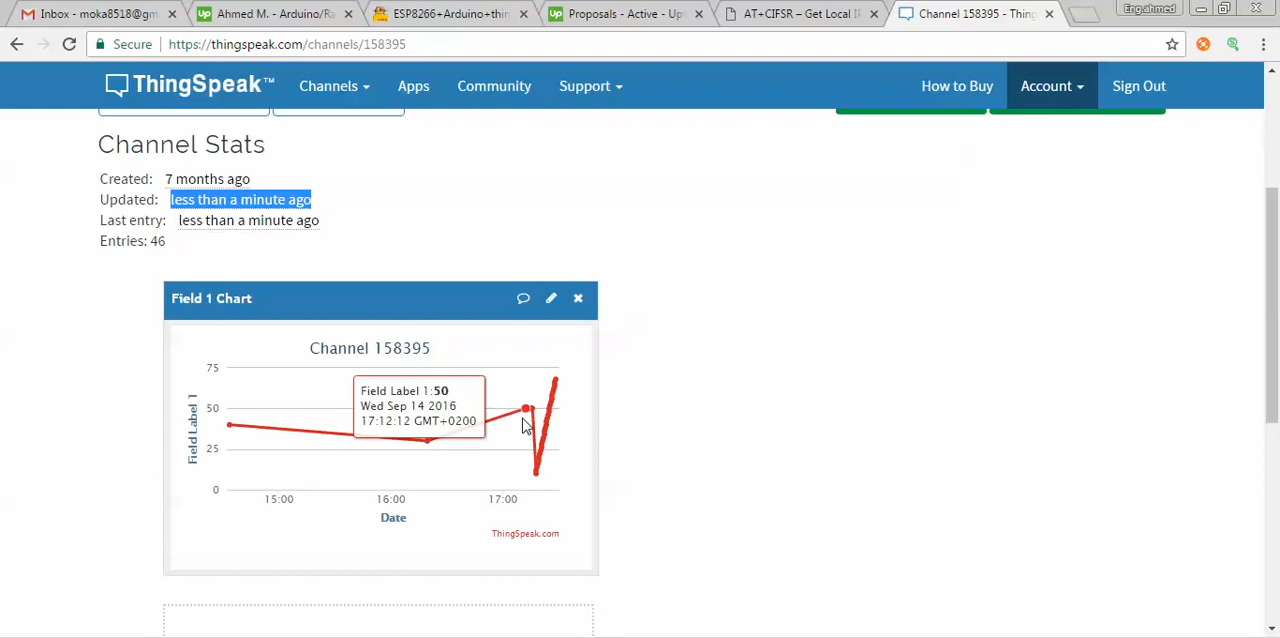 Inbox - moka8518@gm
Ahmed M. - Arduino/Ra
ESP8266+Arduino+thin
Proposals - Active - Up
AT+CIFSR – Get Local I
Channel 158395 - Thing
Eng:ahmed
Secure
https://thingspeak.com/channels/158395
ThingSpeak™
Channels
Apps
Community
Support
How to Buy
Account
Sign Out
Channel Stats
Created: 7 months ago
Updated: less than a minute ago
Last entry: less than a minute ago
Entries: 46
Field 1 Chart
Channel 158395
Field Label 1
75
50
25
0
Field Label 1:50
Wed Sep 14 2016
17:12:12 GMT+0200
15:00
16:00
17:00
Date
ThingSpeak.com